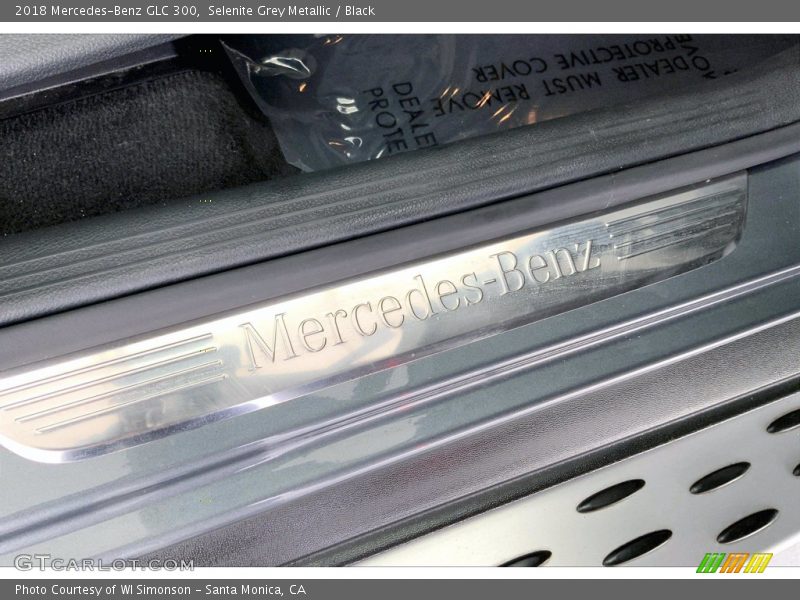 2018 Mercedes-Benz GLC 300, Selenite Grey Metallic / Black
DEALER MUST REMOVE
PROTECTIVE COVER
DEALE
PROTE
Mercedes-Benz
GTCARLOT.COM
Photo Courtesy of WI Simonson - Santa Monica, CA